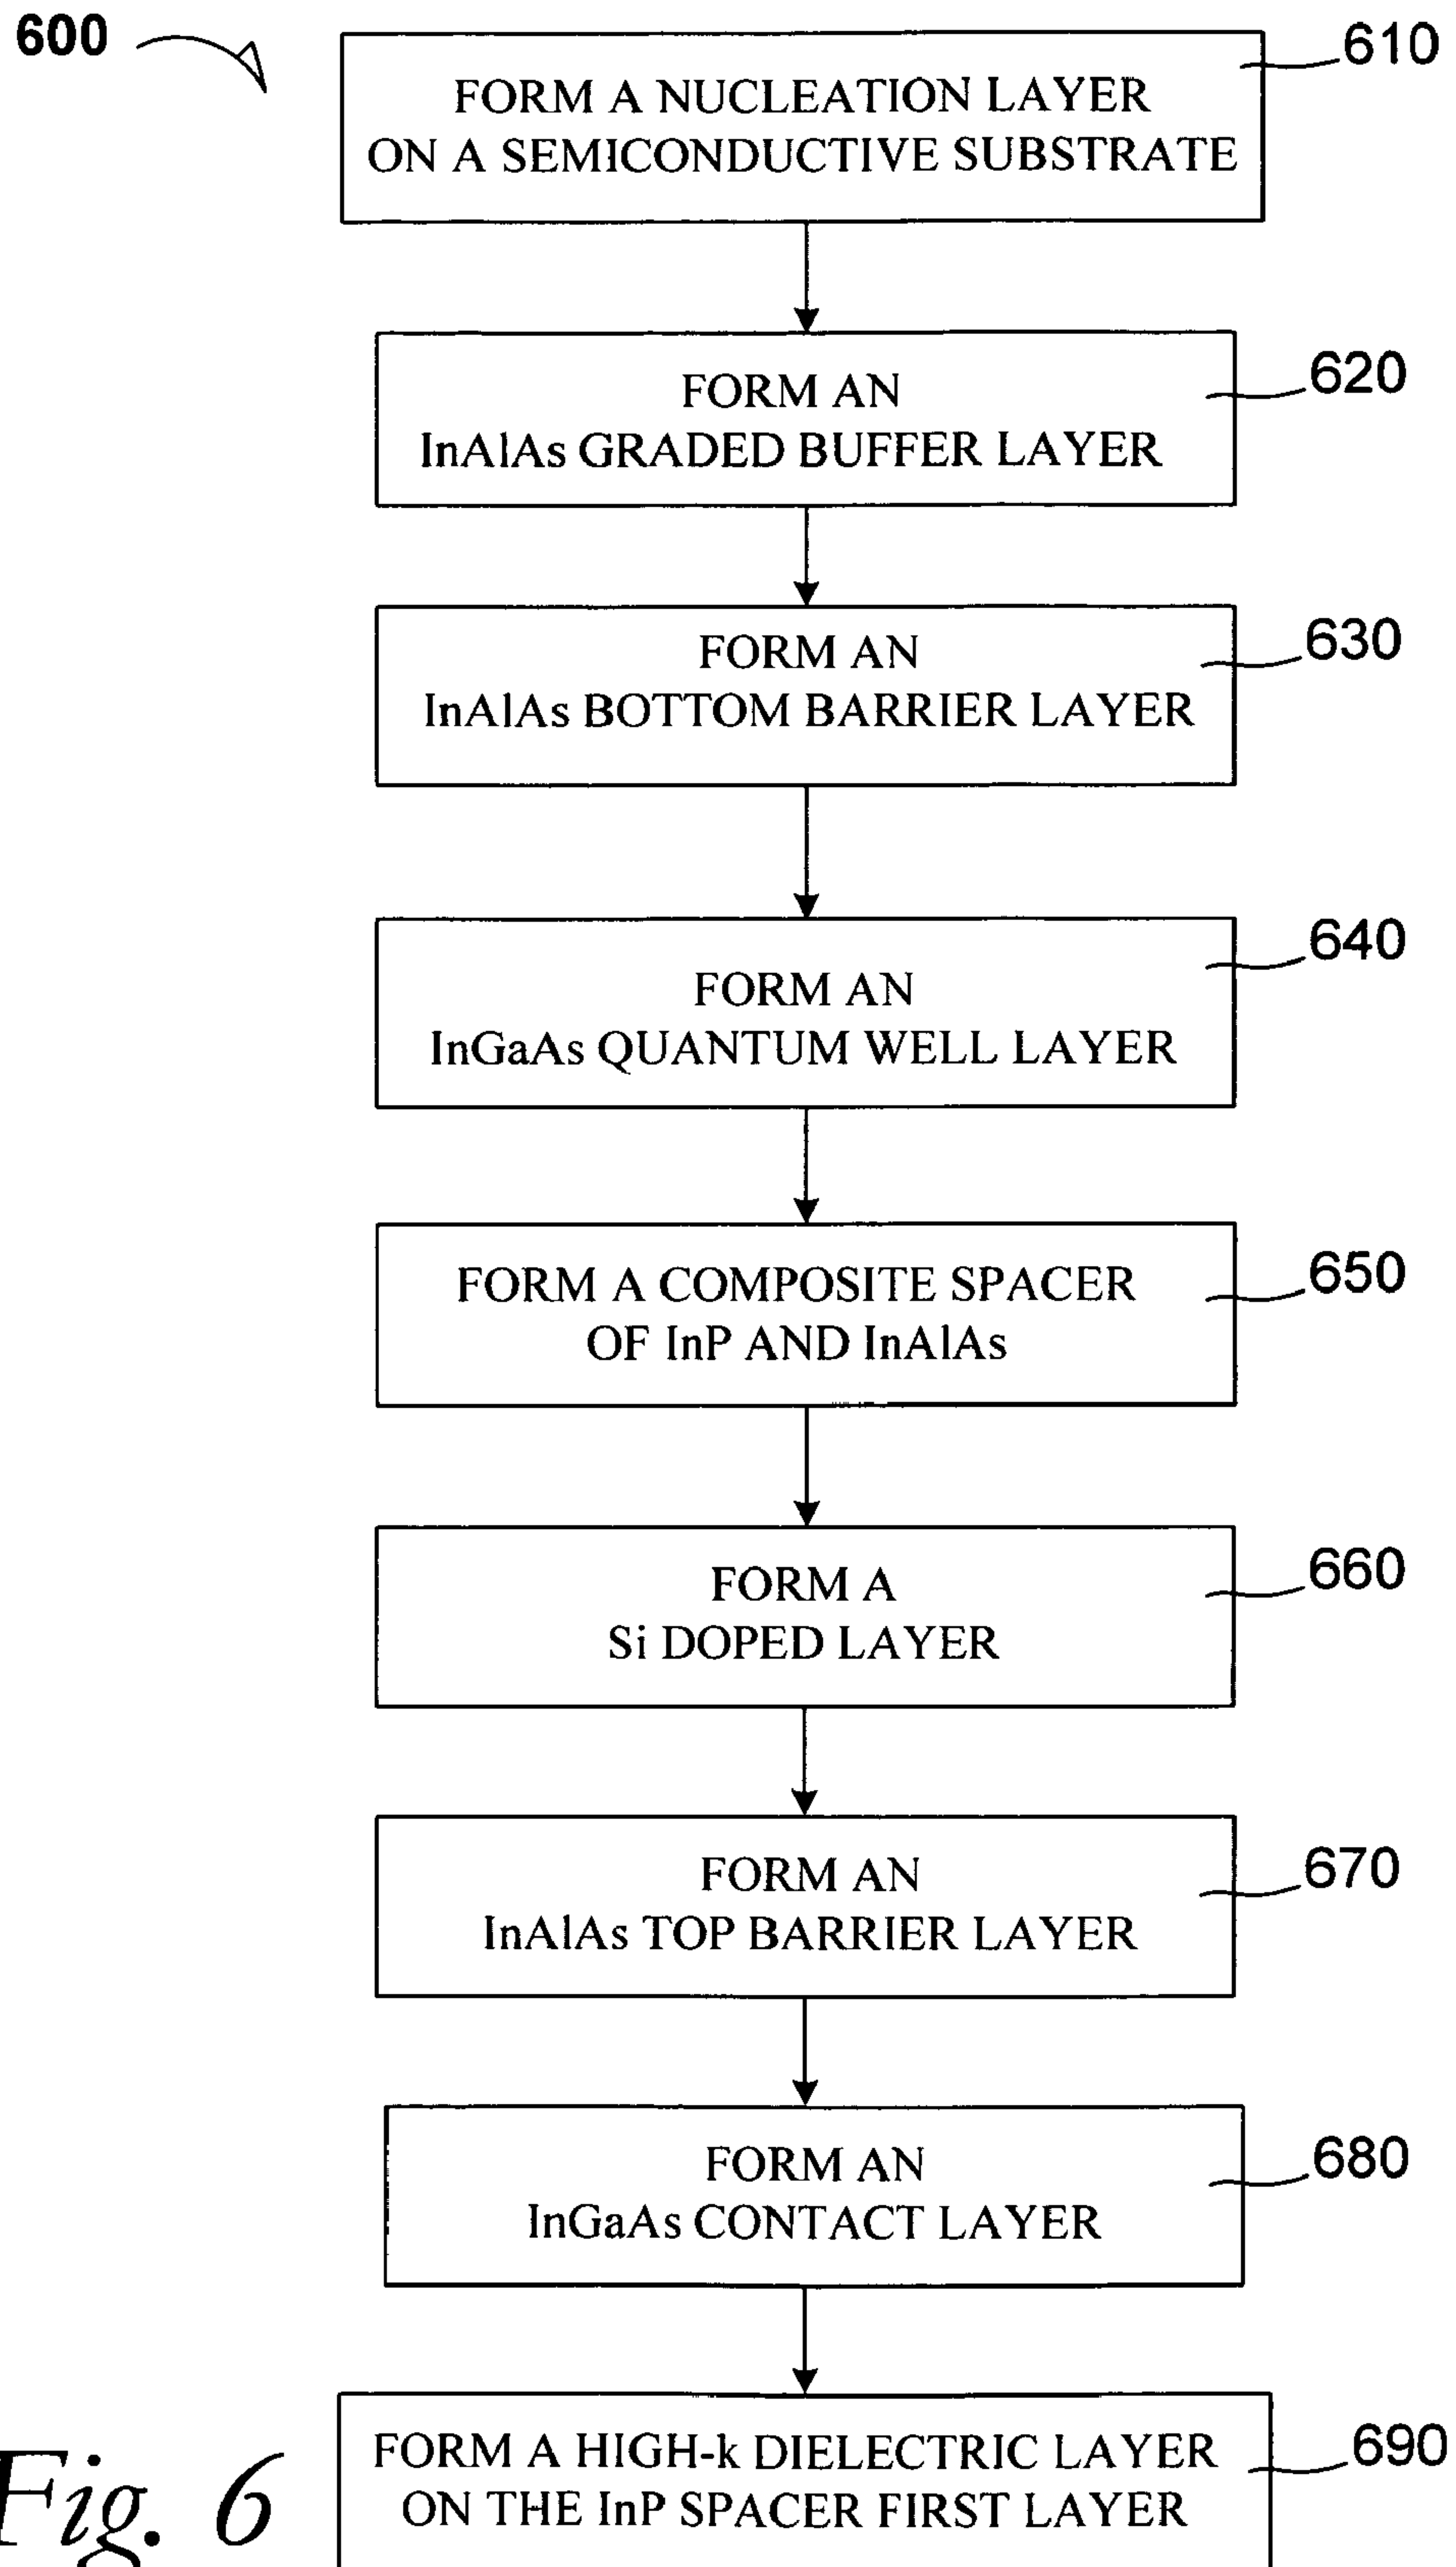 600
FORM A NUCLEATION LAYER
ON A SEMICONDUCTIVE SUBSTRATE
610
FORM AN
InAlAs GRADED BUFFER LAYER
620
FORM AN
InAlAs BOTTOM BARRIER LAYER
630
FORM AN
InGaAs QUANTUM WELL LAYER
640
FORM A COMPOSITE SPACER
OF InP AND InAlAs
650
FORM A
Si DOPED LAYER
660
FORM AN
InAlAs TOP BARRIER LAYER
670
FORM AN
InGaAs CONTACT LAYER
680
FORM A HIGH-k DIELECTRIC LAYER
ON THE InP SPACER FIRST LAYER
690
Fig. 6